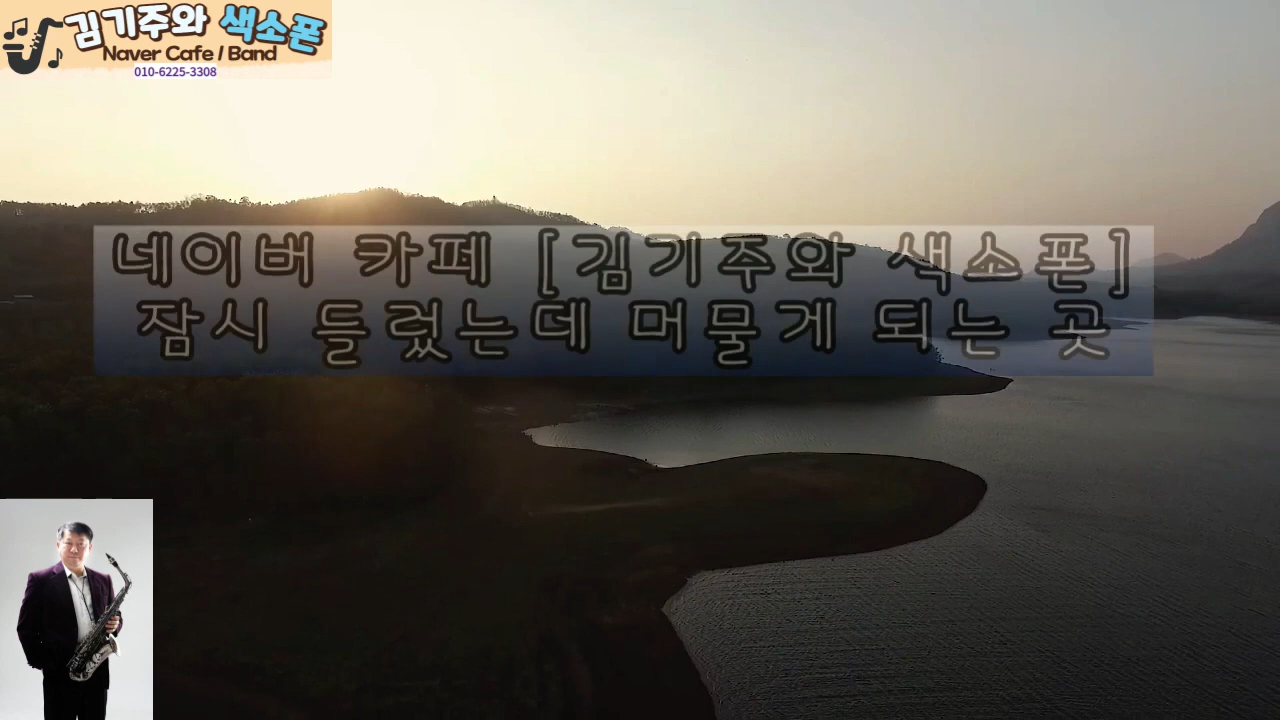 김기주와 색소폰
Naver Cafe / Band
010-6225-3308
네이버 카페 [김기주와 색소폰]
잠시 들렀는데 머물게 되는 곳